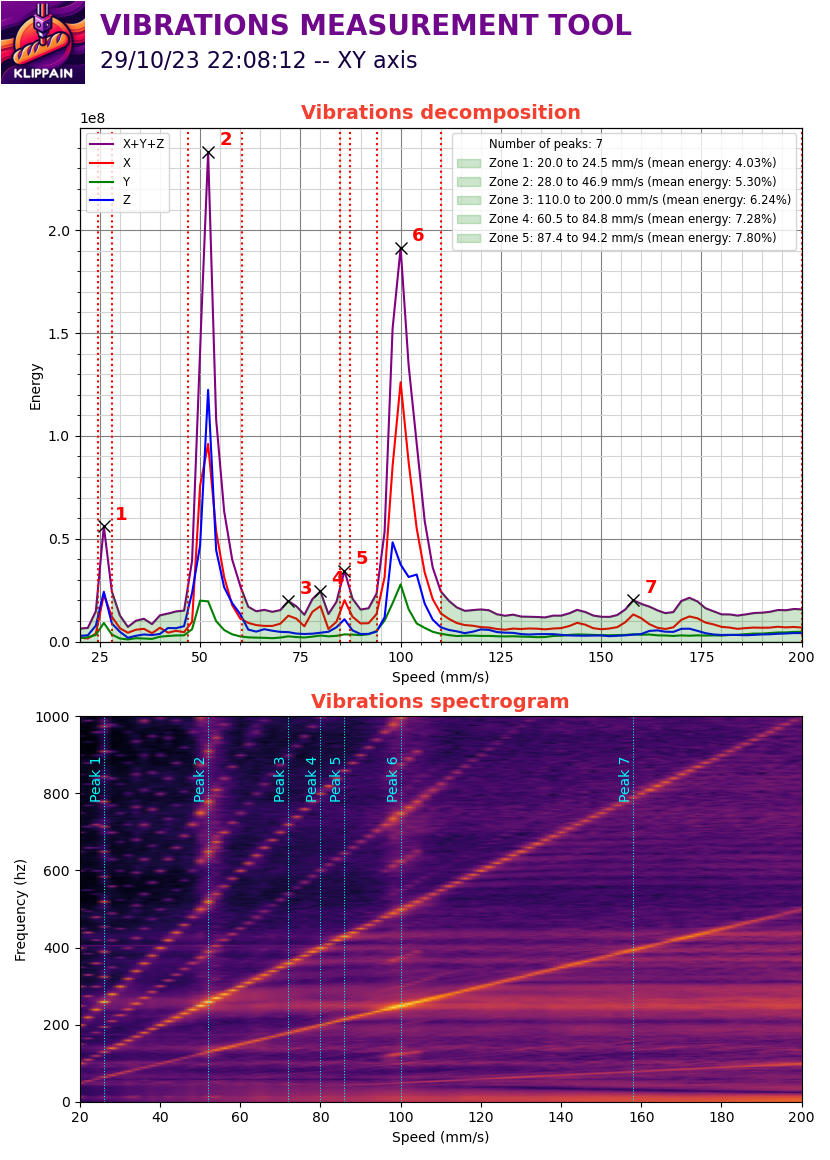 KLIPPAIN
VIBRATIONS MEASUREMENT TOOL
29/10/23 22:08:12 -- XY axis
Vibrations decomposition
1e8
X+Y+Z
X
Y
Z
Number of peaks: 7
Zone 1: 20.0 to 24.5 mm/s (mean energy: 4.03%)
Zone 2: 28.0 to 46.9 mm/s (mean energy: 5.30%)
Zone 3: 110.0 to 200.0 mm/s (mean energy: 6.24%)
Zone 4: 60.5 to 84.8 mm/s (mean energy: 7.28%)
Zone 5: 87.4 to 94.2 mm/s (mean energy: 7.80%)
1
2
3
4
5
6
7
Energy
2.0
1.5
1.0
0.5
0.0
25 50 75 100 125 150 175 200
Speed (mm/s)
Vibrations spectrogram
Peak 1
Peak 2
Peak 3
Peak 4
Peak 5
Peak 6
Peak 7
Frequency (hz)
1000
800
600
400
200
0
20 40 60 80 100 120 140 160 180 200
Speed (mm/s)